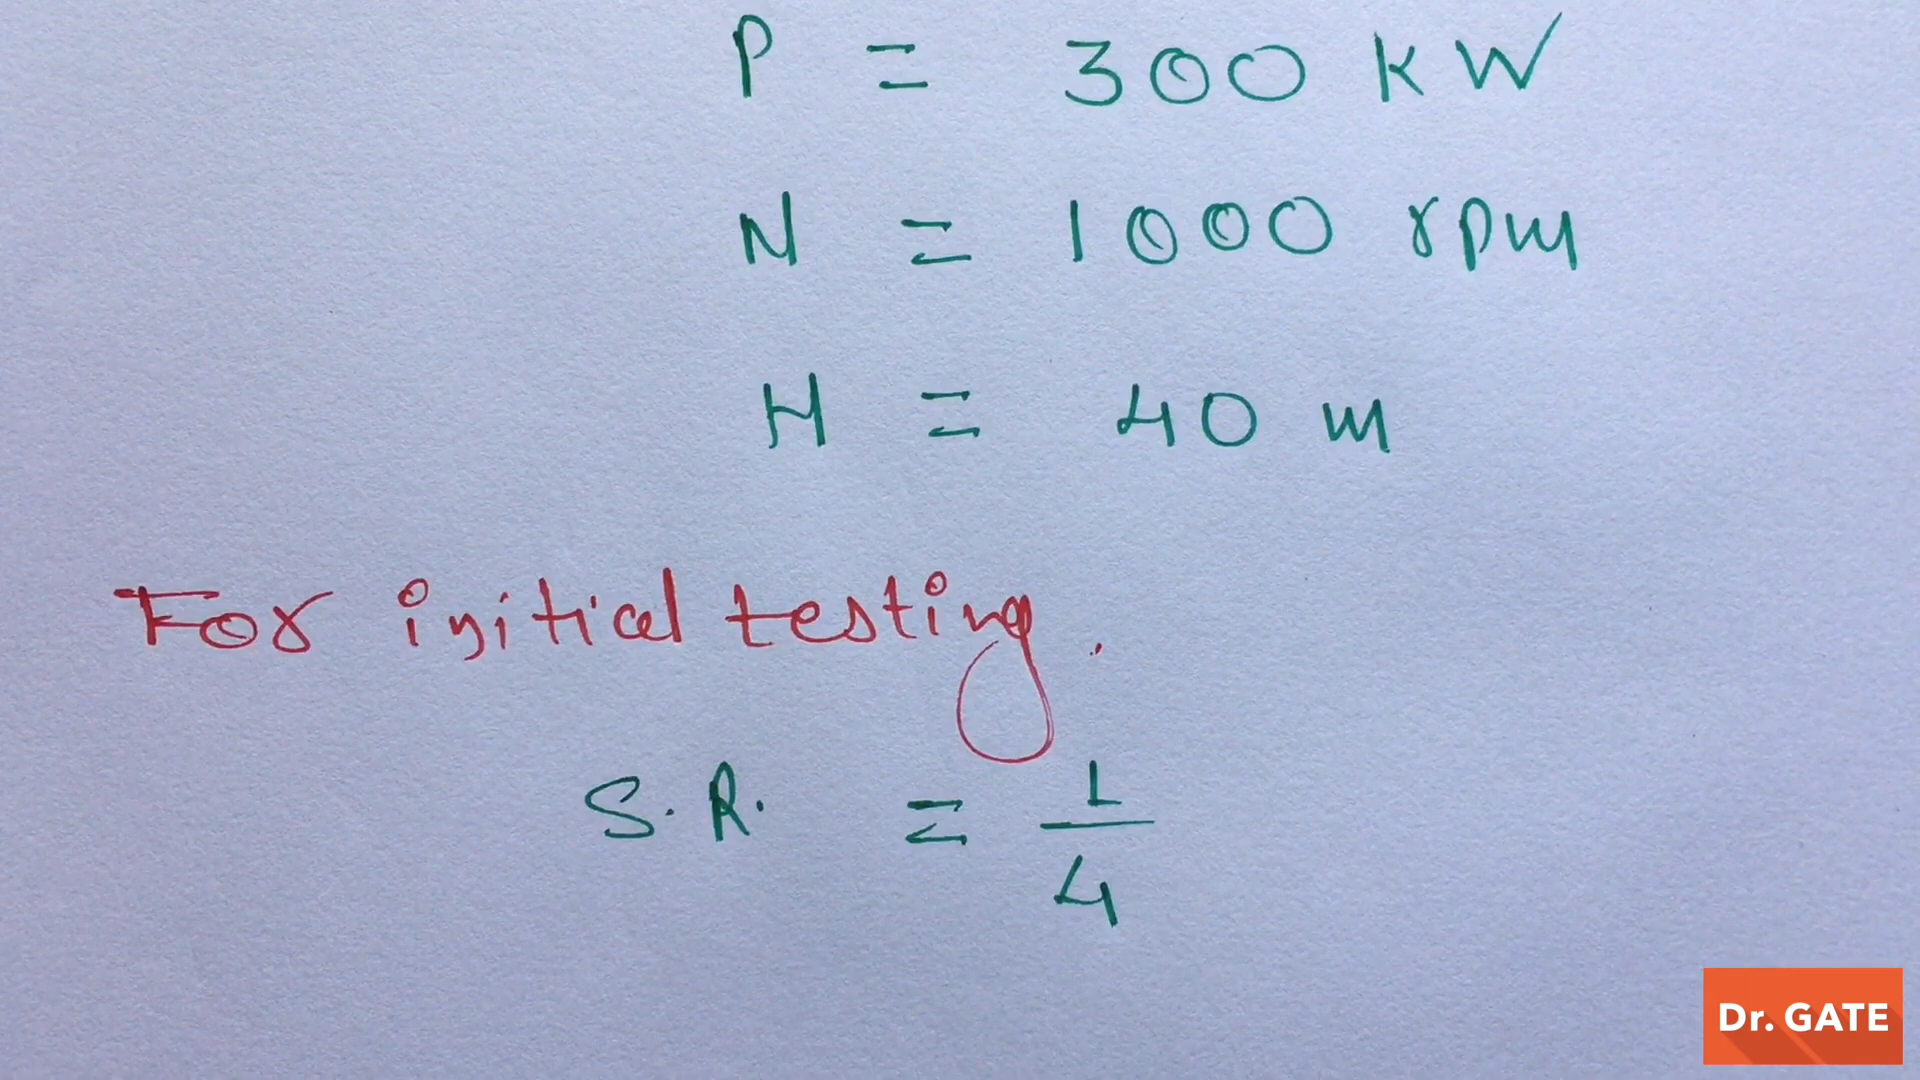 P = 300 KW
N = 1000 rpm
H = 40 m
For initial testing.
S.R. = 1/4
Dr. GATE